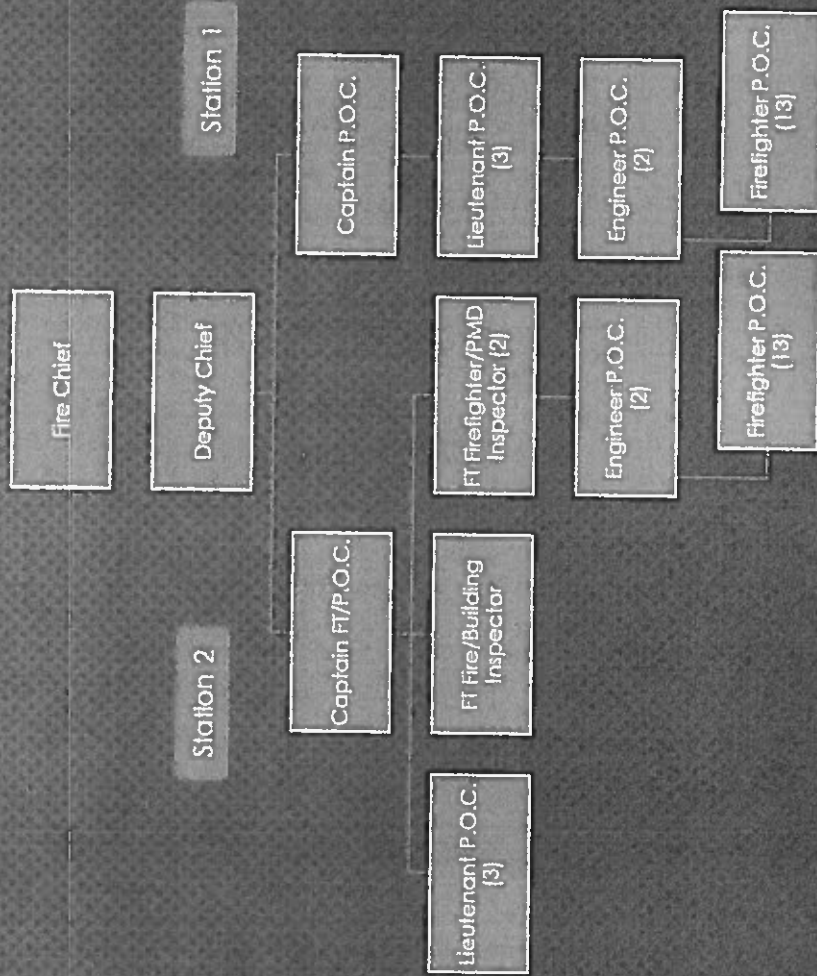 Fire Chief
Deputy Chief
Station 2
Station 1
Captain FT/P.O.C.
Captain P.O.C.
Lieutenant P.O.C.
(3)
FT Fire/Building
Inspector
FT Firefighter/PMD
Inspector (2)
Lieutenant P.O.C.
(3)
Engineer P.O.C.
(2)
Engineer P.O.C.
(2)
Firefighter P.O.C.
(13)
Firefighter P.O.C.
(13)